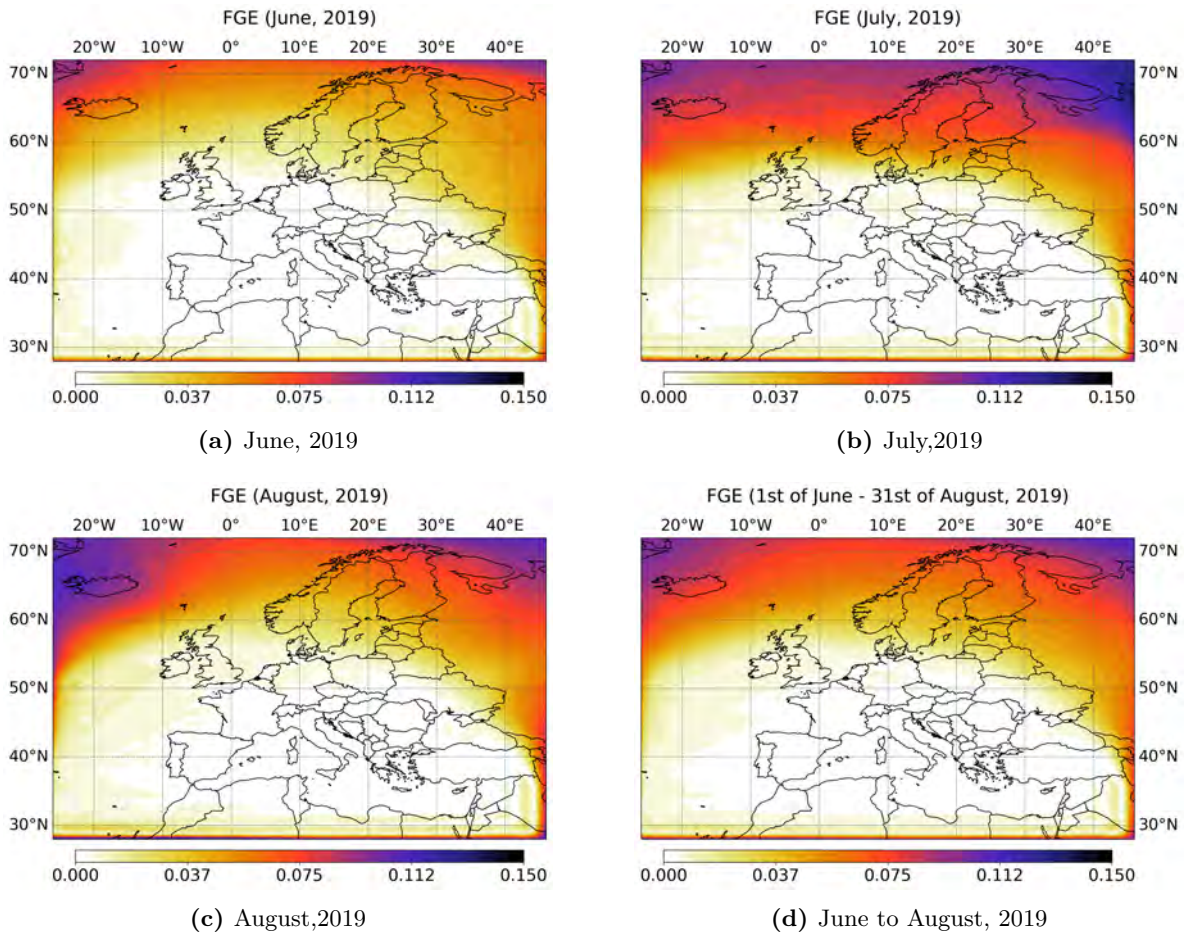 FGE (June, 2019)
20°W 10°W 0° 10°E 20°E 30°E 40°E
70°N
60°N
50°N
40°N
30°N
0.000 0.037 0.075 0.112 0.150
(a) June, 2019
FGE (July, 2019)
20°W 10°W 0° 10°E 20°E 30°E 40°E
70°N
60°N
50°N
40°N
30°N
0.000 0.037 0.075 0.112 0.150
(b) July,2019
FGE (August, 2019)
20°W 10°W 0° 10°E 20°E 30°E 40°E
70°N
60°N
50°N
40°N
30°N
0.000 0.037 0.075 0.112 0.150
(c) August,2019
FGE (1st of June - 31st of August, 2019)
20°W 10°W 0° 10°E 20°E 30°E 40°E
70°N
60°N
50°N
40°N
30°N
0.000 0.037 0.075 0.112 0.150
(d) June to August, 2019